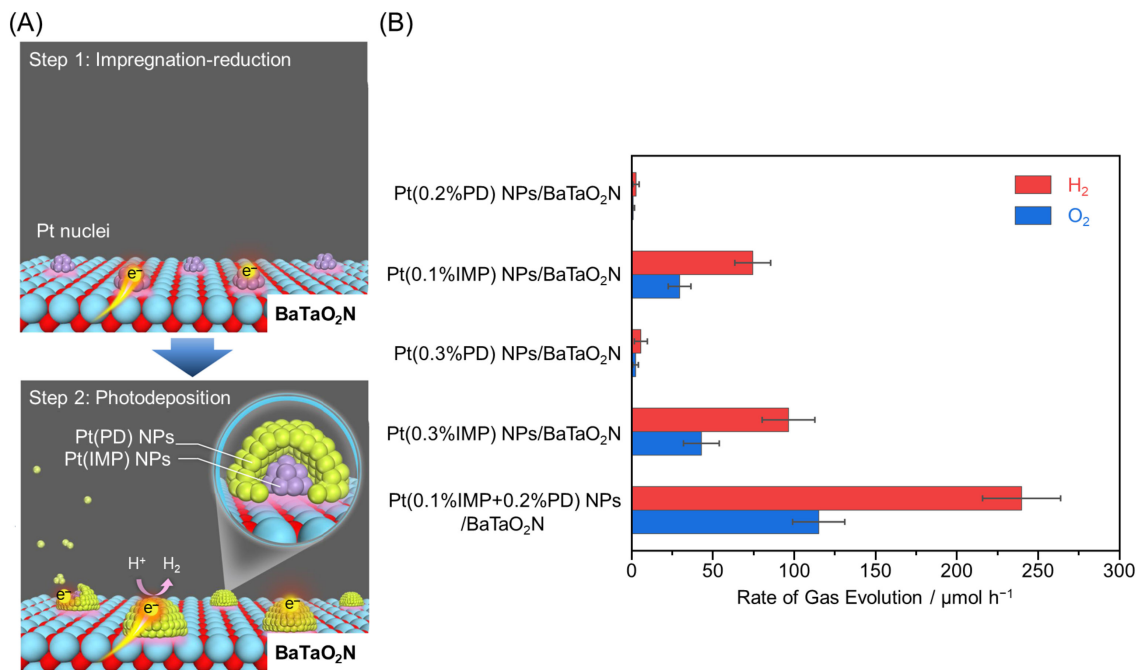 (A)
Step 1: Impregnation-reduction
Pt nuclei
e⁻
e⁻
BaTaO₂N
Step 2: Photodeposition
Pt(PD) NPs
Pt(IMP) NPs
H⁺
H₂
e⁻
e⁻
e⁻
BaTaO₂N
(B)
H₂
O₂
Pt(0.2%PD) NPs/BaTaO₂N
Pt(0.1%IMP) NPs/BaTaO₂N
Pt(0.3%PD) NPs/BaTaO₂N
Pt(0.3%IMP) NPs/BaTaO₂N
Pt(0.1%IMP+0.2%PD) NPs
/BaTaO₂N
0 50 100 150 200 250 300
Rate of Gas Evolution / µmol h⁻¹